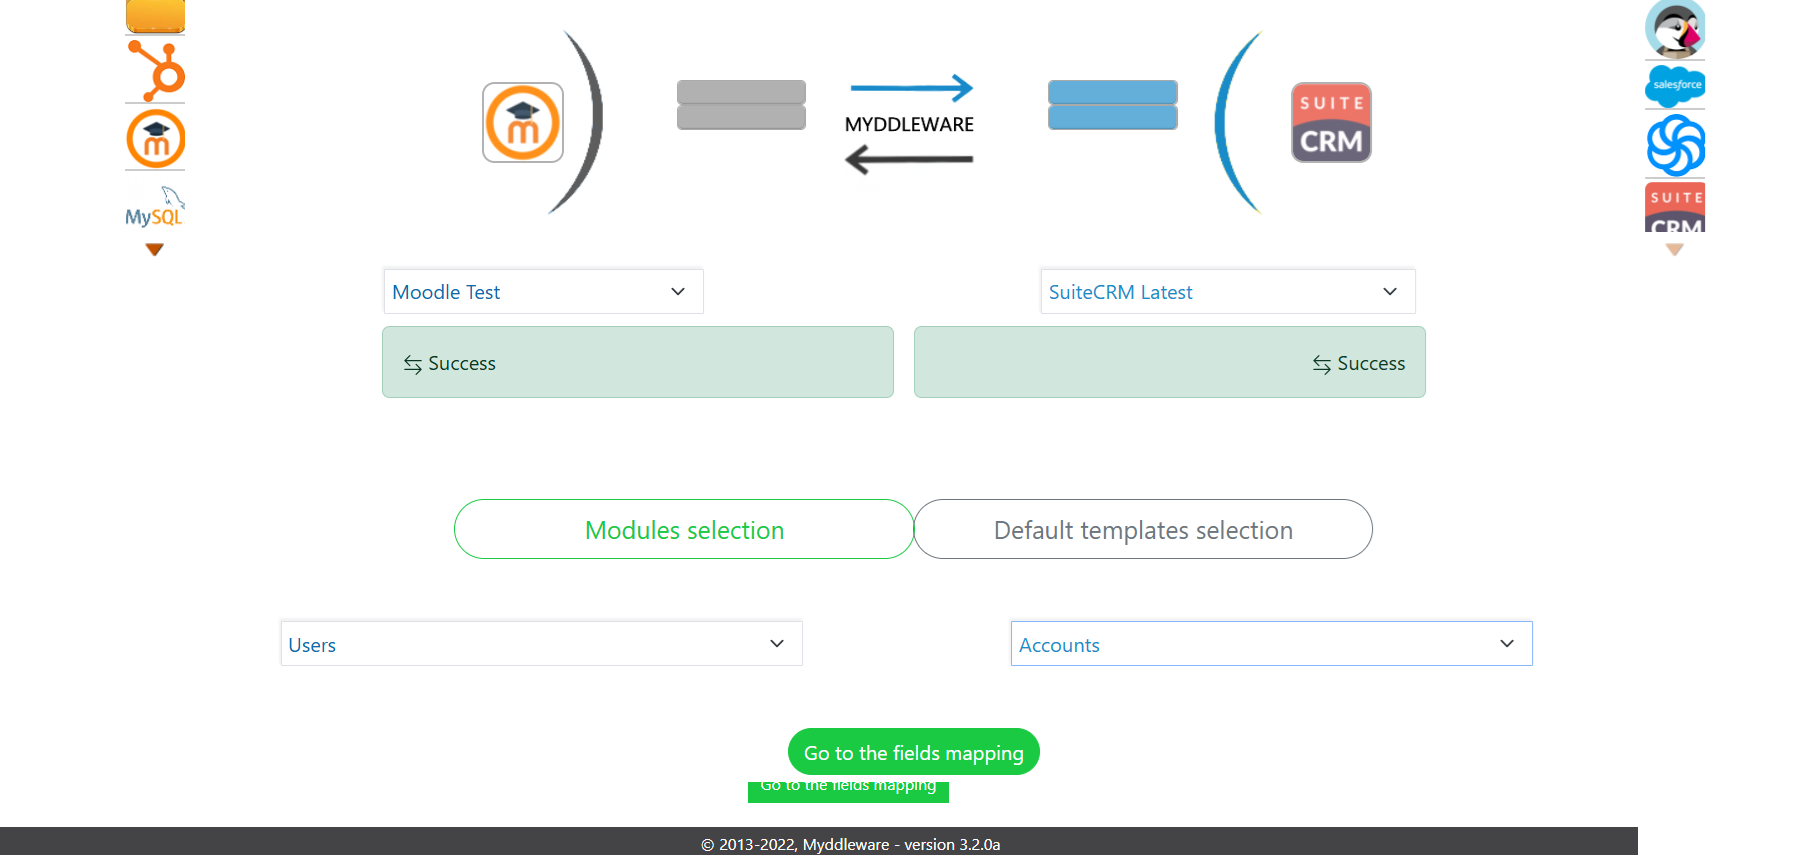 m
MySQL
m
MYDDLEWARE
SUITE
CRM
salesforce
SUITE
CRM
Moodle Test
SuiteCRM Latest
Success
Success
Modules selection
Default templates selection
Users
Accounts
Go to the fields mapping
Go to the fields mapping
© 2013-2022, Myddleware - version 3.2.0a